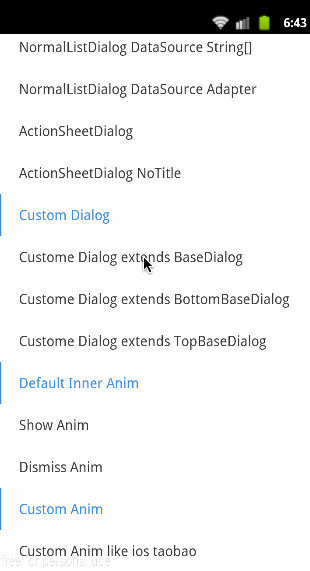 6:43
NormalListDialog DataSource String[]
NormalListDialog DataSource Adapter
ActionSheetDialog
ActionSheetDialog NoTitle
Custom Dialog
Custome Dialog extends BaseDialog
Custome Dialog extends BottomBaseDialog
Custome Dialog extends TopBaseDialog
Default Inner Anim
Show Anim
Dismiss Anim
Custom Anim
Custom Anim like ios taobao
free for personal use